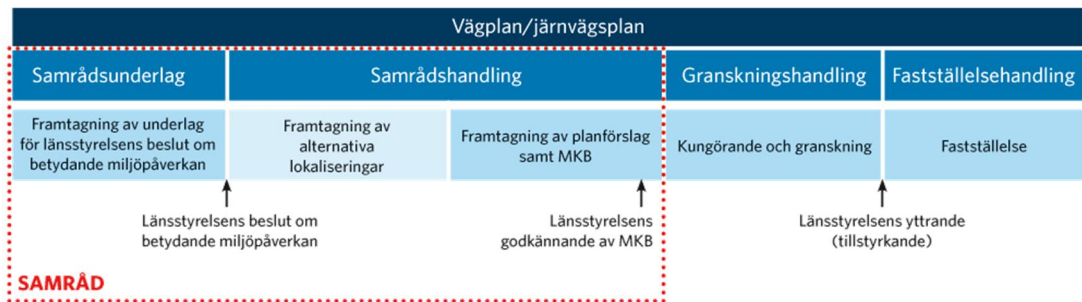 Vägplan/järnvägsplan
Samrådsunderlag
Samrådshandling
Granskningshandling
Fastställelsehandling
Framtagning av underlag
för länsstyrelsens beslut om
betydande miljöpåverkan
Framtagning av
alternativa
lokaliseringar
Framtagning av planförslag
samt MKB
Kungörande och granskning
Fastställelse
Länsstyrelsens beslut om
betydande miljöpåverkan
Länsstyrelsens
godkännande av MKB
Länsstyrelsens yttrande
(tillstyrkande)
SAMRÅD